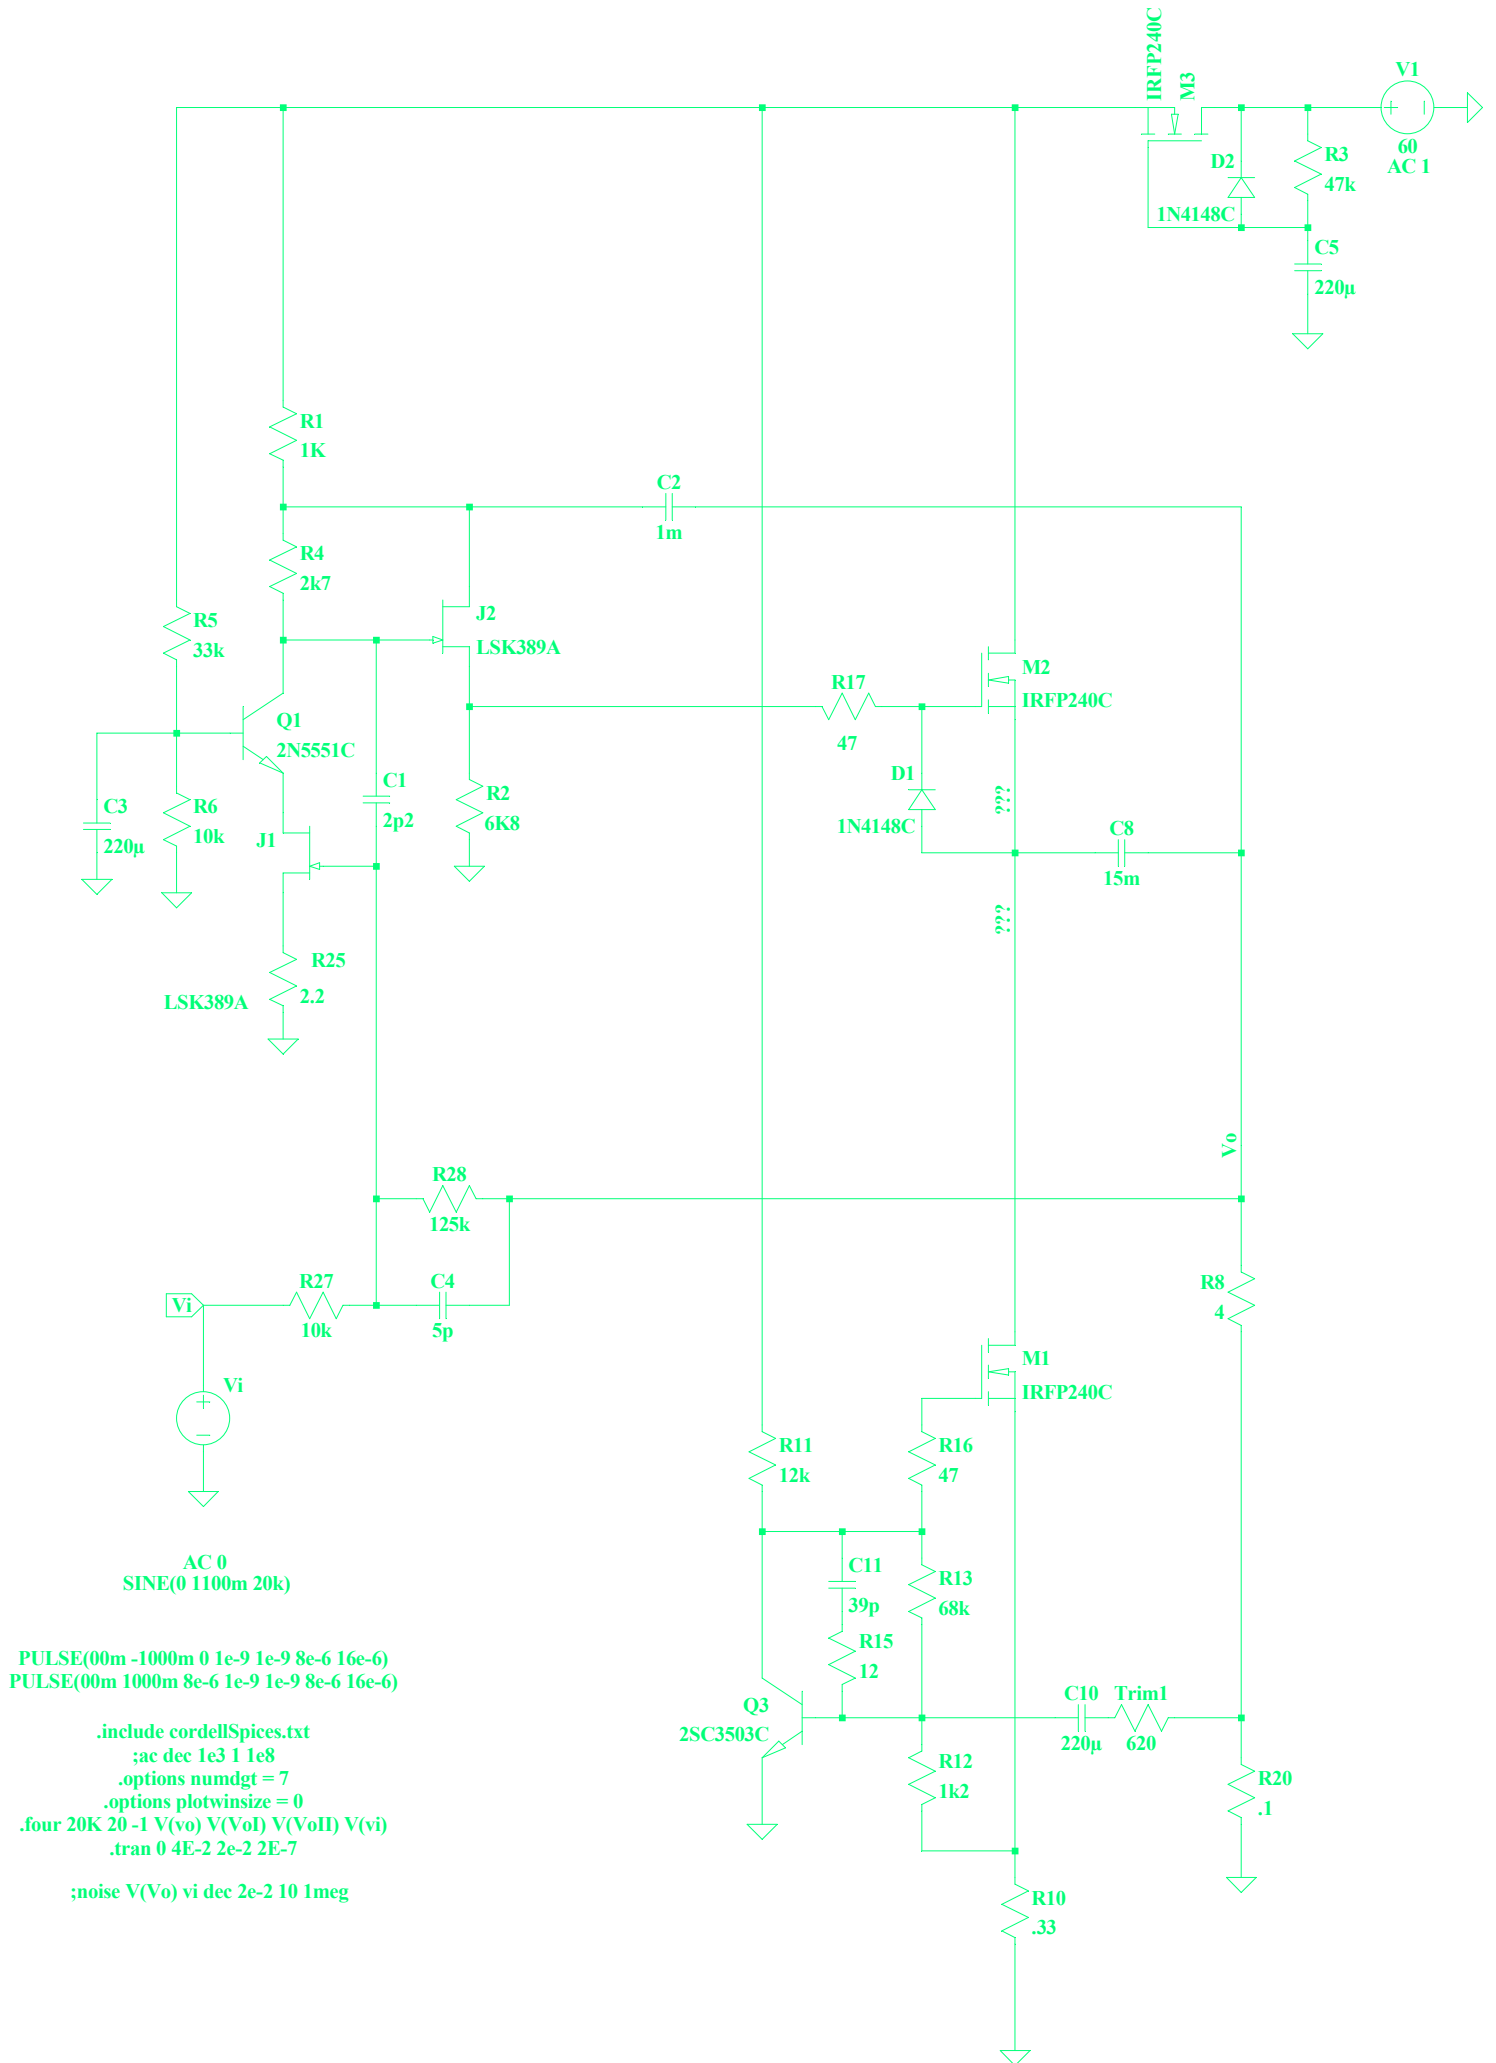 IRFP240C
M3
V1
60
AC 1
D2
1N4148C
R3
47k
C5
220µ
R1
1K
C2
1m
R4
2k7
J2
LSK389A
R5
33k
Q1
2N5551C
R17
47
M2
IRFP240C
D1
1N4148C
???
C8
15m
???
C3
220µ
R6
10k
J1
C1
2p2
R2
6K8
R25
2.2
LSK389A
Vo
R28
125k
R27
10k
C4
5p
Vi
Vi
R8
4
M1
IRFP240C
R11
12k
R16
47
C11
39p
R13
68k
R15
12
Q3
2SC3503C
C10
220µ
Trim1
620
R12
1k2
R20
.1
R10
.33
AC 0
SINE(0 1100m 20k)
PULSE(00m -1000m 0 1e-9 1e-9 8e-6 16e-6)
PULSE(00m 1000m 8e-6 1e-9 1e-9 8e-6 16e-6)
.include cordellSpices.txt
;ac dec 1e3 1 1e8
.options numdgt = 7
.options plotwinsize = 0
.four 20K 20 -1 V(vo) V(VoI) V(VoII) V(vi)
.tran 0 4E-2 2e-2 2E-7
;noise V(Vo) vi dec 2e-2 10 1meg